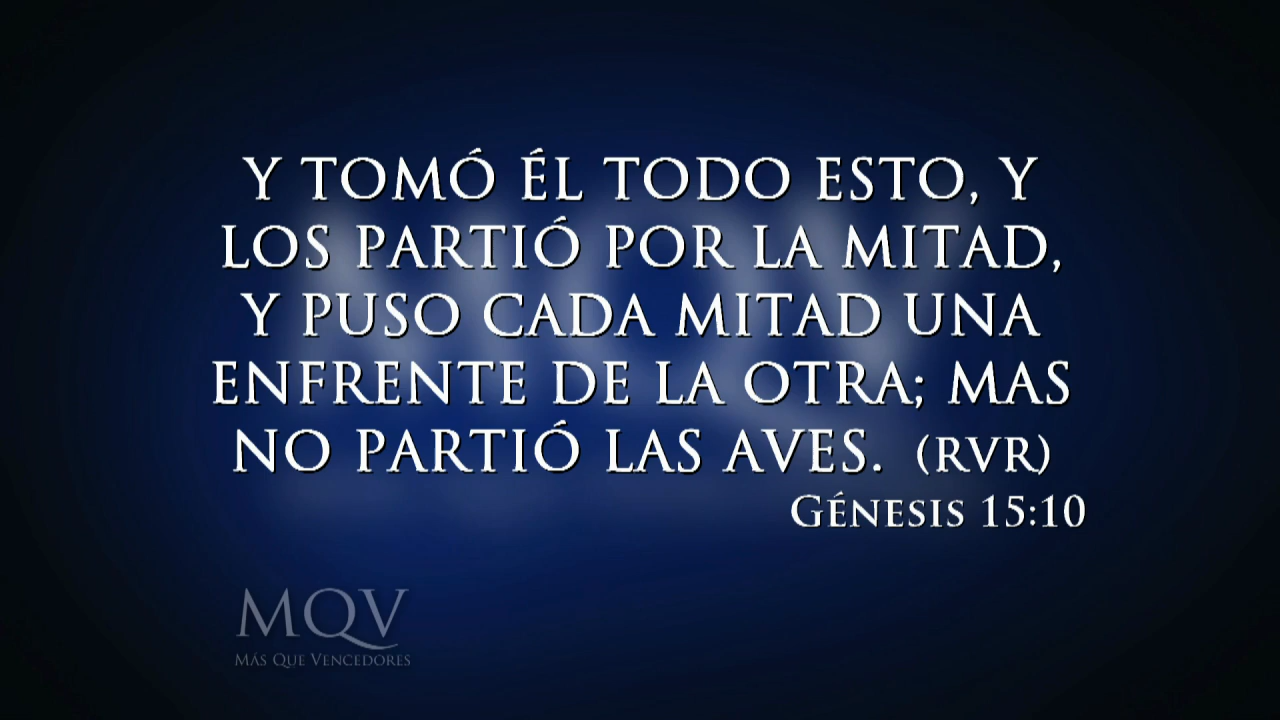 Y TOMÓ ÉL TODO ESTO, Y
LOS PARTIÓ POR LA MITAD,
Y PUSO CADA MITAD UNA
ENFRENTE DE LA OTRA; MAS
NO PARTIÓ LAS AVES. (RVR)
GÉNESIS 15:10
MQV
MÁS QUE VENCEDORES